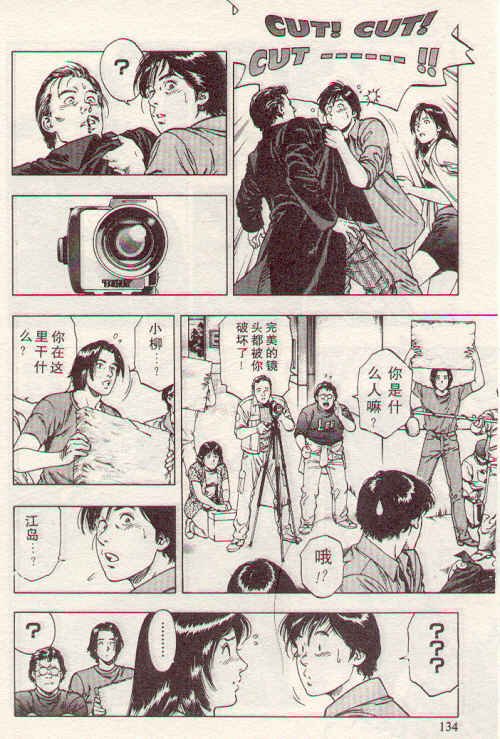 CUT! CUT!
CUT ------ !!
?
完美的镜
头都被你
破坏了！
你是什
么人嘛？
哦
!?
小柳…？
你在这
里干什
么？
江岛…？
???
………
?
134